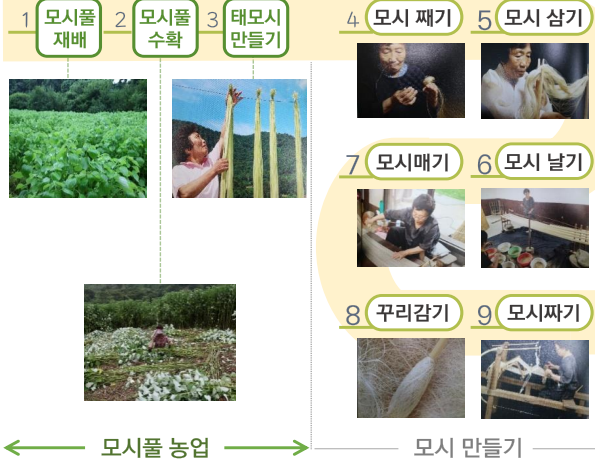 1 모시풀
재배
2 모시풀
수확
3 태모시
만들기
4 모시 째기
5 모시 삼기
7 모시매기
6 모시 날기
8 꾸리감기
9 모시짜기
모시풀 농업
모시 만들기